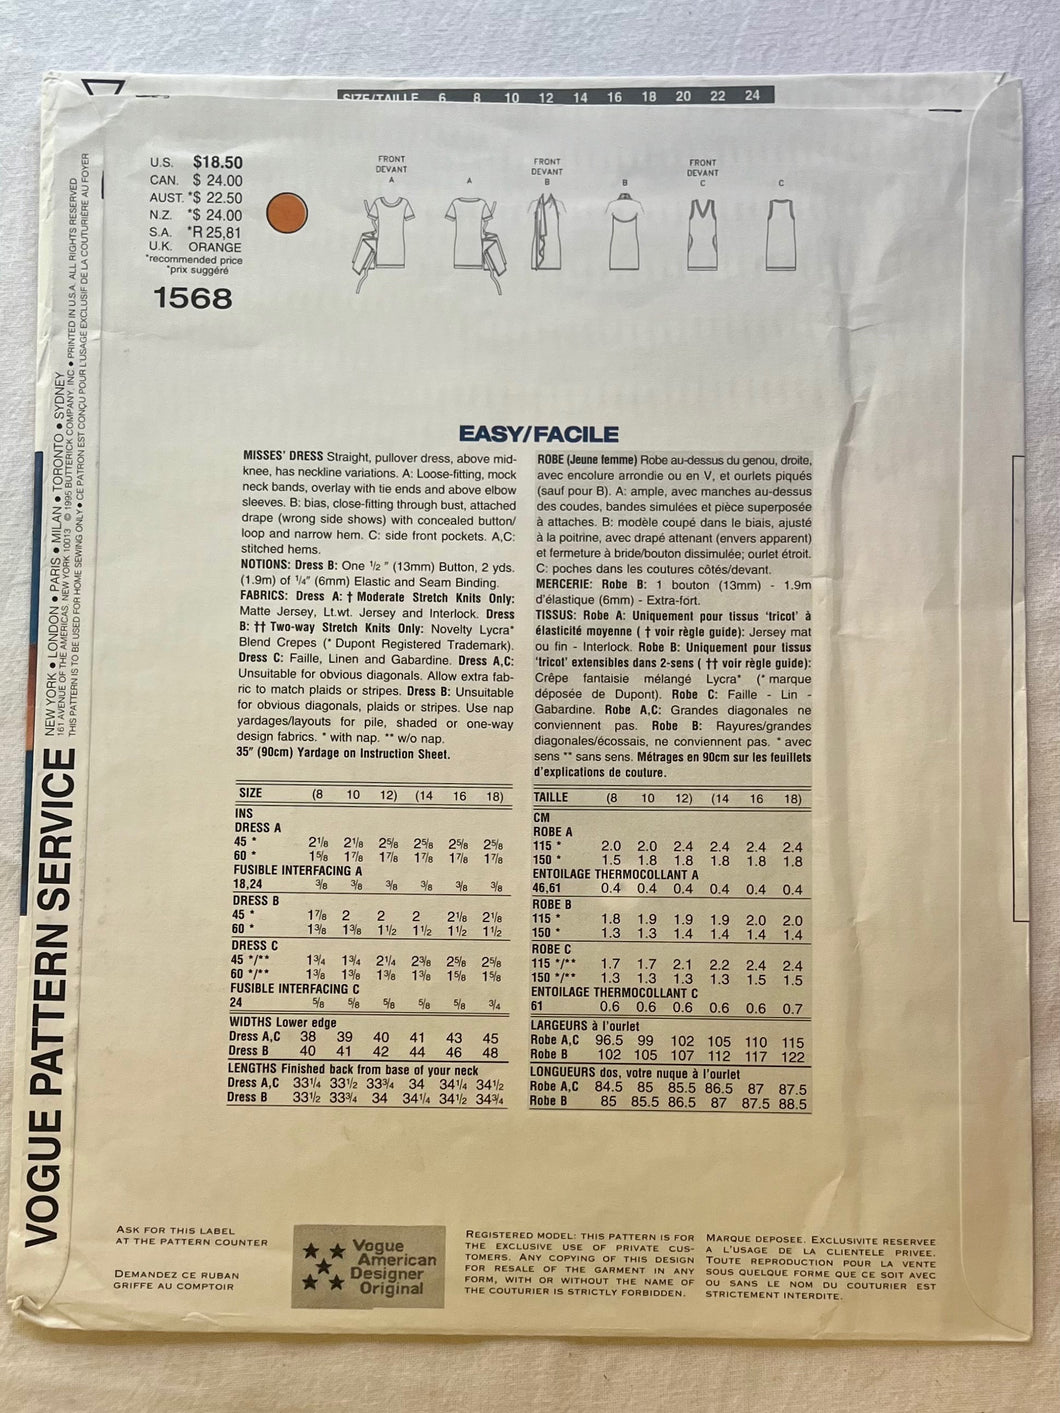 SIZE/TAILLE 6 8 10 12 14 16 18 20 22 24
U.S. $18.50
CAN. $ 24.00
AUST. *$ 22.50
N.Z. *$ 24.00
S.A. *R 25,81
U.K. ORANGE
*recommended price
*prix suggéré
1568
FRONT
DEVANT
A
A
FRONT
DEVANT
B
B
FRONT
DEVANT
C
C
EASY/FACILE
MISSES' DRESS Straight, pullover dress, above mid-
knee, has neckline variations. A: Loose-fitting, mock
neck bands, overlay with tie ends and above elbow
sleeves. B: bias, close-fitting through bust, attached
drape (wrong side shows) with concealed button/
loop and narrow hem. C: side front pockets. A,C:
stitched hems.
NOTIONS: Dress B: One 1/2 " (13mm) Button, 2 yds.
(1.9m) of 1/4" (6mm) Elastic and Seam Binding.
FABRICS: Dress A: † Moderate Stretch Knits Only:
Matte Jersey, Lt.wt. Jersey and Interlock. Dress
B: †† Two-way Stretch Knits Only: Novelty Lycra*
Blend Crepes (* Dupont Registered Trademark).
Dress C: Faille, Linen and Gabardine. Dress A,C:
Unsuitable for obvious diagonals. Allow extra fab-
ric to match plaids or stripes. Dress B: Unsuitable
for obvious diagonals, plaids or stripes. Use nap
yardages/layouts for pile, shaded or one-way
design fabrics. * with nap. ** w/o nap.
35" (90cm) Yardage on Instruction Sheet.
SIZE (8 10 12) (14 16 18)
INS
DRESS A
45 * 2 1/8 2 1/8 2 5/8 2 5/8 2 5/8 2 5/8
60 * 1 5/8 1 7/8 1 7/8 1 7/8 1 7/8 1 7/8
FUSIBLE INTERFACING A
18,24 3/8 3/8 3/8 3/8 3/8 3/8
DRESS B
45 * 1 7/8 2 2 2 2 1/8 2 1/8
60 * 1 3/8 1 3/8 1 1/2 1 1/2 1 1/2 1 1/2
DRESS C
45 */** 1 3/4 1 3/4 2 1/4 2 3/8 2 5/8 2 5/8
60 */** 1 3/8 1 3/8 1 3/8 1 3/8 1 5/8 1 5/8
FUSIBLE INTERFACING C
24 5/8 5/8 5/8 5/8 5/8 3/4
WIDTHS Lower edge
Dress A,C 38 39 40 41 43 45
Dress B 40 41 42 44 46 48
LENGTHS Finished back from base of your neck
Dress A,C 33 1/4 33 1/2 33 3/4 34 34 1/4 34 1/2
Dress B 33 1/2 33 3/4 34 34 1/4 34 1/2 34 3/4
ROBE (Jeune femme) Robe au-dessus du genou, droite,
avec encolure arrondie ou en V, et ourlets piqués
(sauf pour B). A: ample, avec manches au-dessus
des coudes, bandes simulées et pièce superposée
à attaches. B: modèle coupé dans le biais, ajusté
à la poitrine, avec drapé attenant (envers apparent)
et fermeture à bride/bouton dissimulée; ourlet étroit.
C: poches dans les coutures côtés/devant.
MERCERIE: Robe B: 1 bouton (13mm) - 1.9m
d'élastique (6mm) - Extra-fort.
TISSUS: Robe A: Uniquement pour tissus 'tricot' à
élasticité moyenne ( † voir règle guide): Jersey mat
ou fin - Interlock. Robe B: Uniquement pour tissus
'tricot' extensibles dans 2-sens ( †† voir règle guide):
Crêpe fantaisie mélangé Lycra* (* marque
déposée de Dupont). Robe C: Faille - Lin -
Gabardine. Robe A,C: Grandes diagonales ne
conviennent pas. Robe B: Rayures/grandes
diagonales/écossais, ne conviennent pas. * avec
sens ** sans sens. Métrages en 90cm sur les feuillets
d'explications de couture.
TAILLE (8 10 12) (14 16 18)
CM
ROBE A
115 * 2.0 2.0 2.4 2.4 2.4 2.4
150 * 1.5 1.8 1.8 1.8 1.8 1.8
ENTOILAGE THERMOCOLLANT A
46,61 0.4 0.4 0.4 0.4 0.4 0.4
ROBE B
115 * 1.8 1.9 1.9 1.9 2.0 2.0
150 * 1.3 1.3 1.4 1.4 1.4 1.4
ROBE C
115 */** 1.7 1.7 2.1 2.2 2.4 2.4
150 */** 1.3 1.3 1.3 1.3 1.5 1.5
ENTOILAGE THERMOCOLLANT C
61 0.6 0.6 0.6 0.6 0.6 0.7
LARGEURS à l'ourlet
Robe A,C 96.5 99 102 105 110 115
Robe B 102 105 107 112 117 122
LONGUEURS dos, votre nuque à l'ourlet
Robe A,C 84.5 85 85.5 86.5 87 87.5
Robe B 85 85.5 86.5 87 87.5 88.5
VOGUE PATTERN SERVICE
NEW YORK • LONDON • PARIS • MILAN • TORONTO • SYDNEY
161 AVENUE OF THE AMERICAS, NEW YORK 10013 © 1995 BUTTERICK COMPANY, INC • PRINTED IN U.S.A. ALL RIGHTS RESERVED
THIS PATTERN IS TO BE USED FOR HOME SEWING ONLY • CE PATRON EST CONÇU POUR L'USAGE EXCLUSIF DE LA COUTURIÈRE AU FOYER
ASK FOR THIS LABEL
AT THE PATTERN COUNTER
DEMANDEZ CE RUBAN
GRIFFE AU COMPTOIR
Vogue
American
Designer
Original
REGISTERED MODEL: THIS PATTERN IS FOR
THE EXCLUSIVE USE OF PRIVATE CUS-
TOMERS. ANY COPYING OF THIS DESIGN
FOR RESALE OF THE GARMENT IN ANY
FORM, WITH OR WITHOUT THE NAME OF
THE COUTURIER IS STRICTLY FORBIDDEN.
MARQUE DEPOSEE. EXCLUSIVITE RESERVEE
A L'USAGE DE LA CLIENTELE PRIVEE.
TOUTE REPRODUCTION POUR LA VENTE
SOUS QUELQUE FORME QUE CE SOIT AVEC
OU SANS LE NOM DU COUTURIER EST
STRICTEMENT INTERDITE.